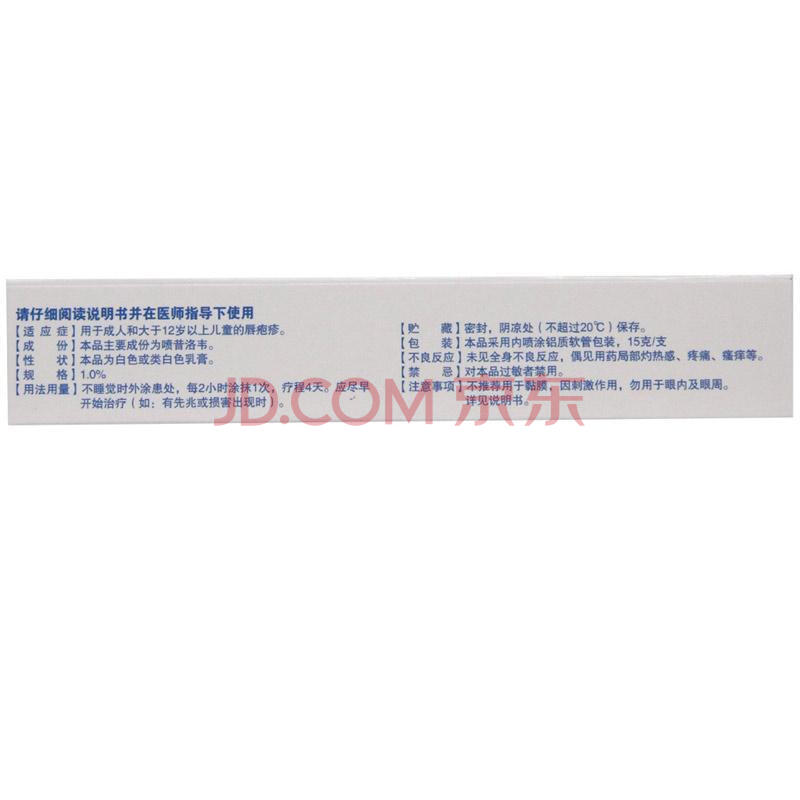 请仔细阅读说明书并在医师指导下使用
【适应症】用于成人和大于12岁以上儿童的唇疱疹。
【成份】本品主要成份为喷昔洛韦。
【性状】本品为白色或类白色乳膏。
【规格】1.0%
【用法用量】不睡觉时外涂患处，每2小时涂抹1次，疗程4天。应尽早
开始治疗（如：有先兆或损害出现时）。
【贮藏】密封，阴凉处（不超过20℃）保存。
【包装】本品采用内喷涂铝质软管包装，15克/支
【不良反应】未见全身不良反应，偶见用药局部灼热感、疼痛、瘙痒等。
【禁忌】对本品过敏者禁用。
【注意事项】不推荐用于黏膜，因刺激作用，勿用于眼内及眼周。
详见说明书。
JD.COM 京东